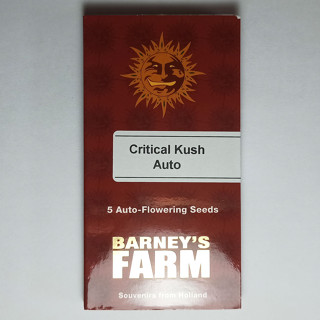 Critical Kush
Auto
5 Auto-Flowering Seeds
BARNEY'S
FARM
Souvenirs from Holland